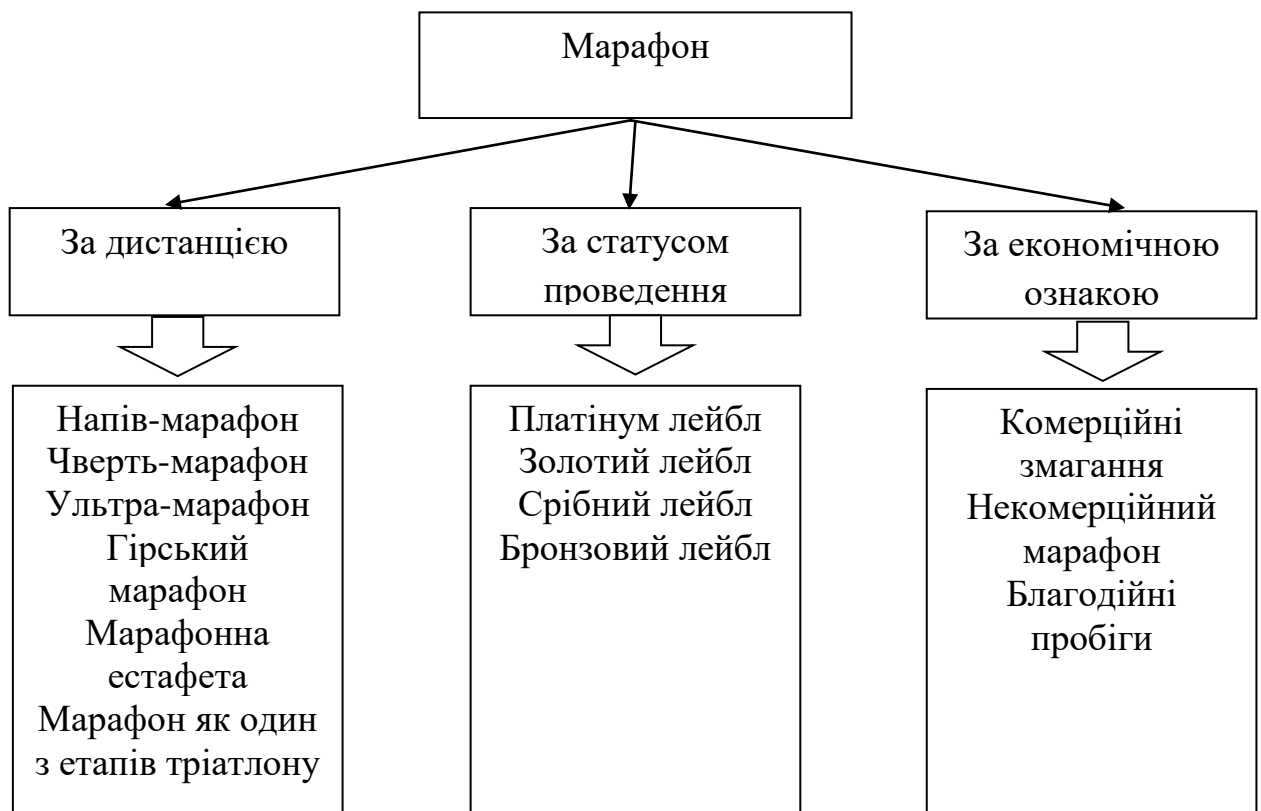 Марафон
За дистанцією
За статусом
проведення
За економічною
ознакою
Напів-марафон
Чверть-марафон
Ультра-марафон
Гірський
марафон
Марафонна
естафета
Марафон як один
з етапів тріатлону
Платінум лейбл
Золотий лейбл
Срібний лейбл
Бронзовий лейбл
Комерційні
змагання
Некомерційний
марафон
Благодійні
пробіги